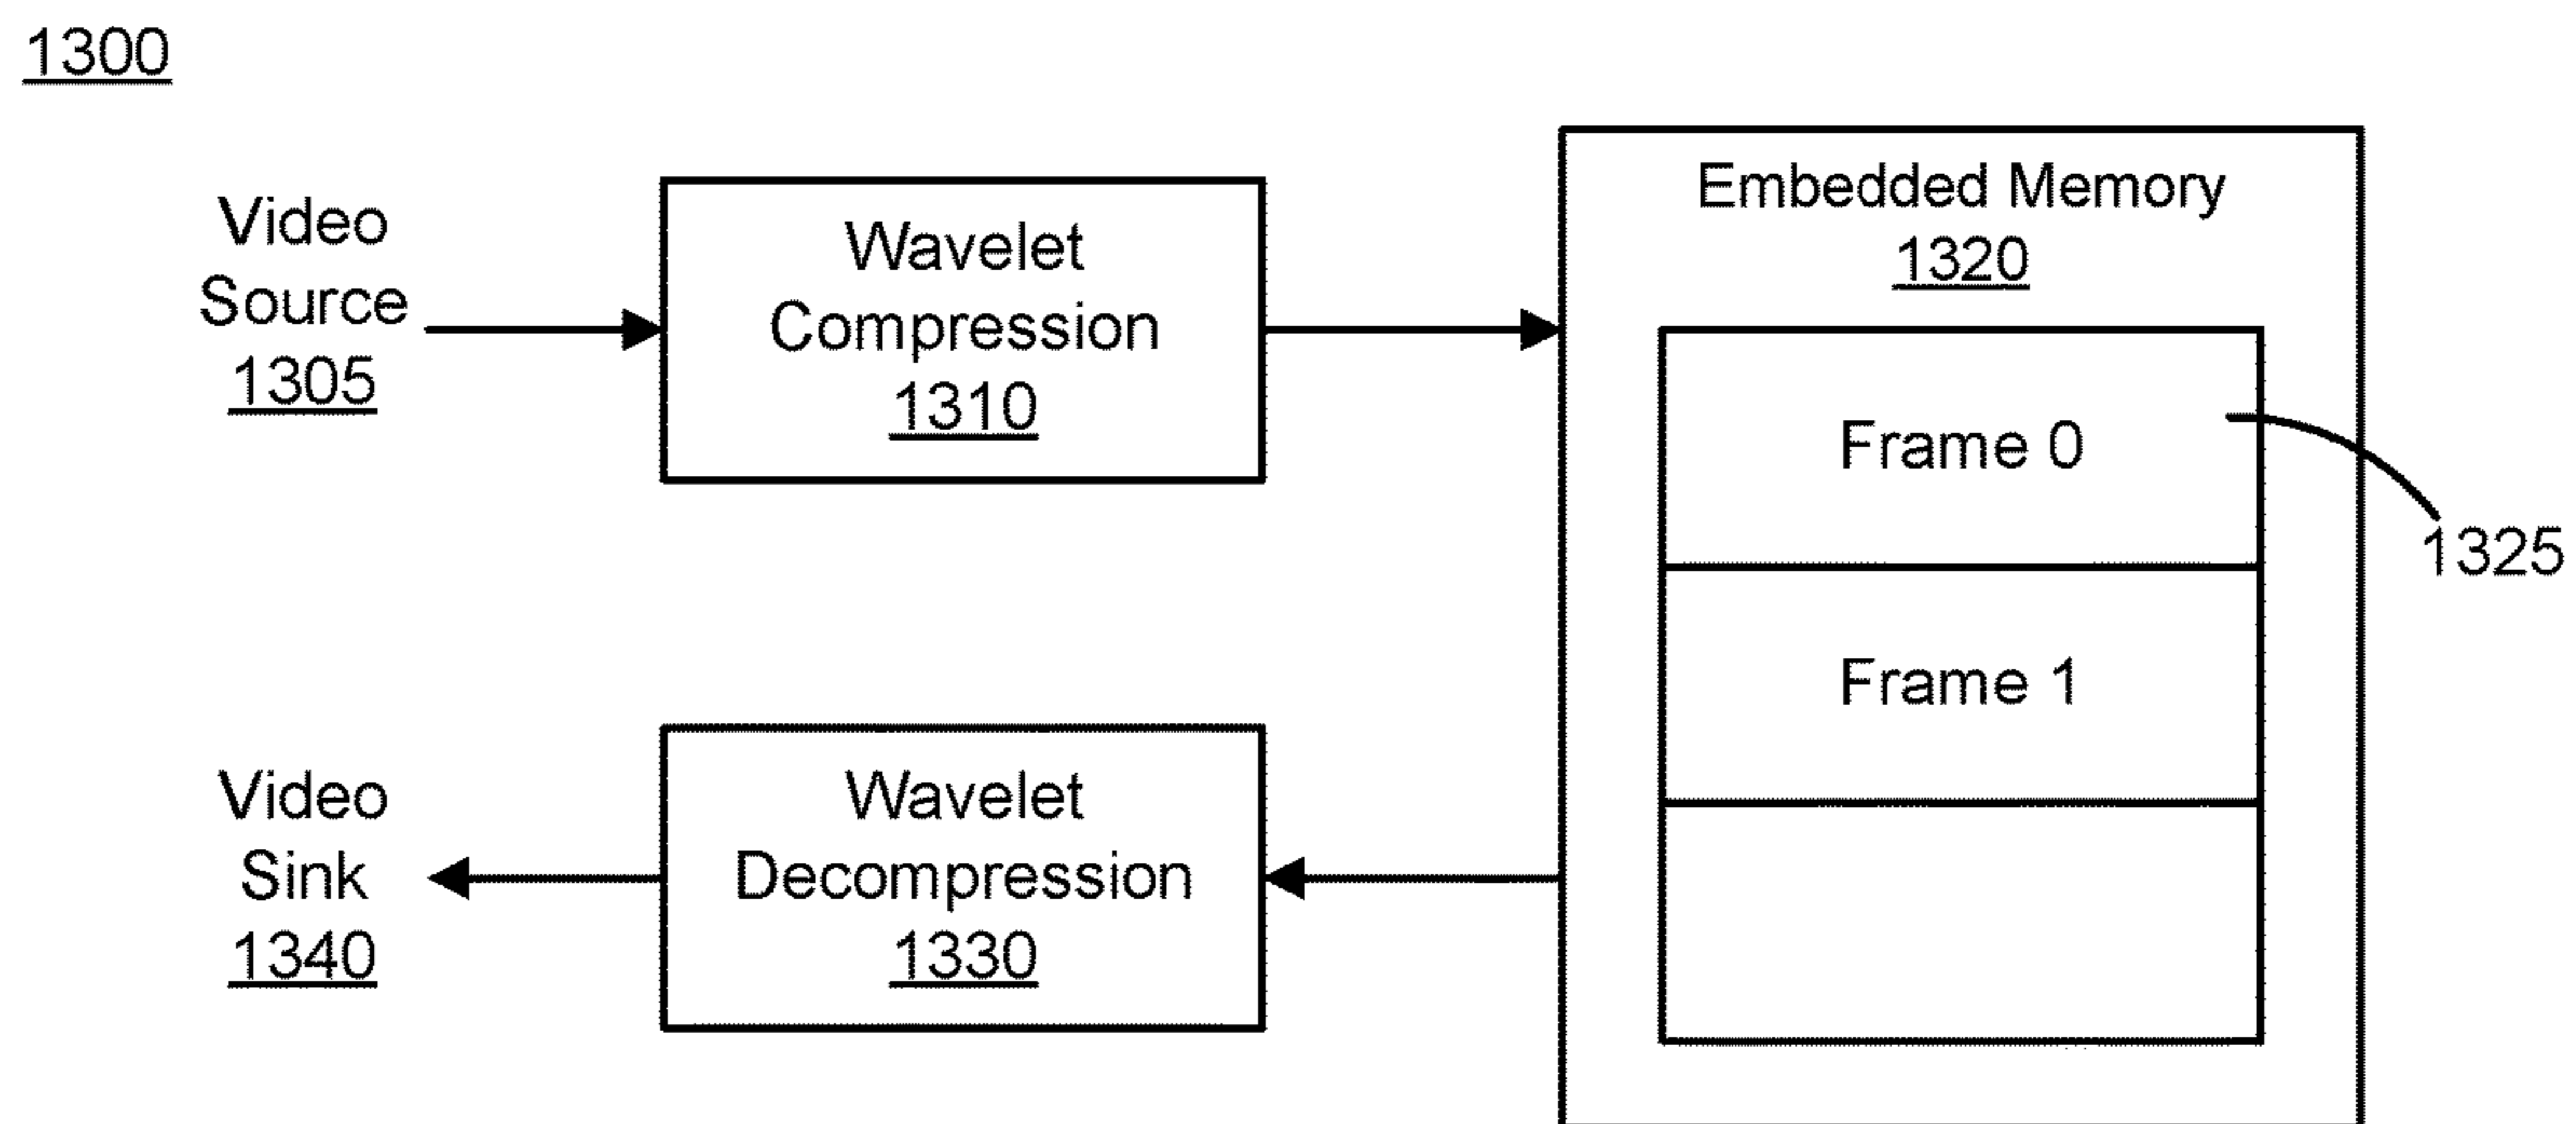 1300
Video
Source
1305
Wavelet
Compression
1310
Embedded Memory
1320
Frame 0
1325
Frame 1
Video
Sink
1340
Wavelet
Decompression
1330